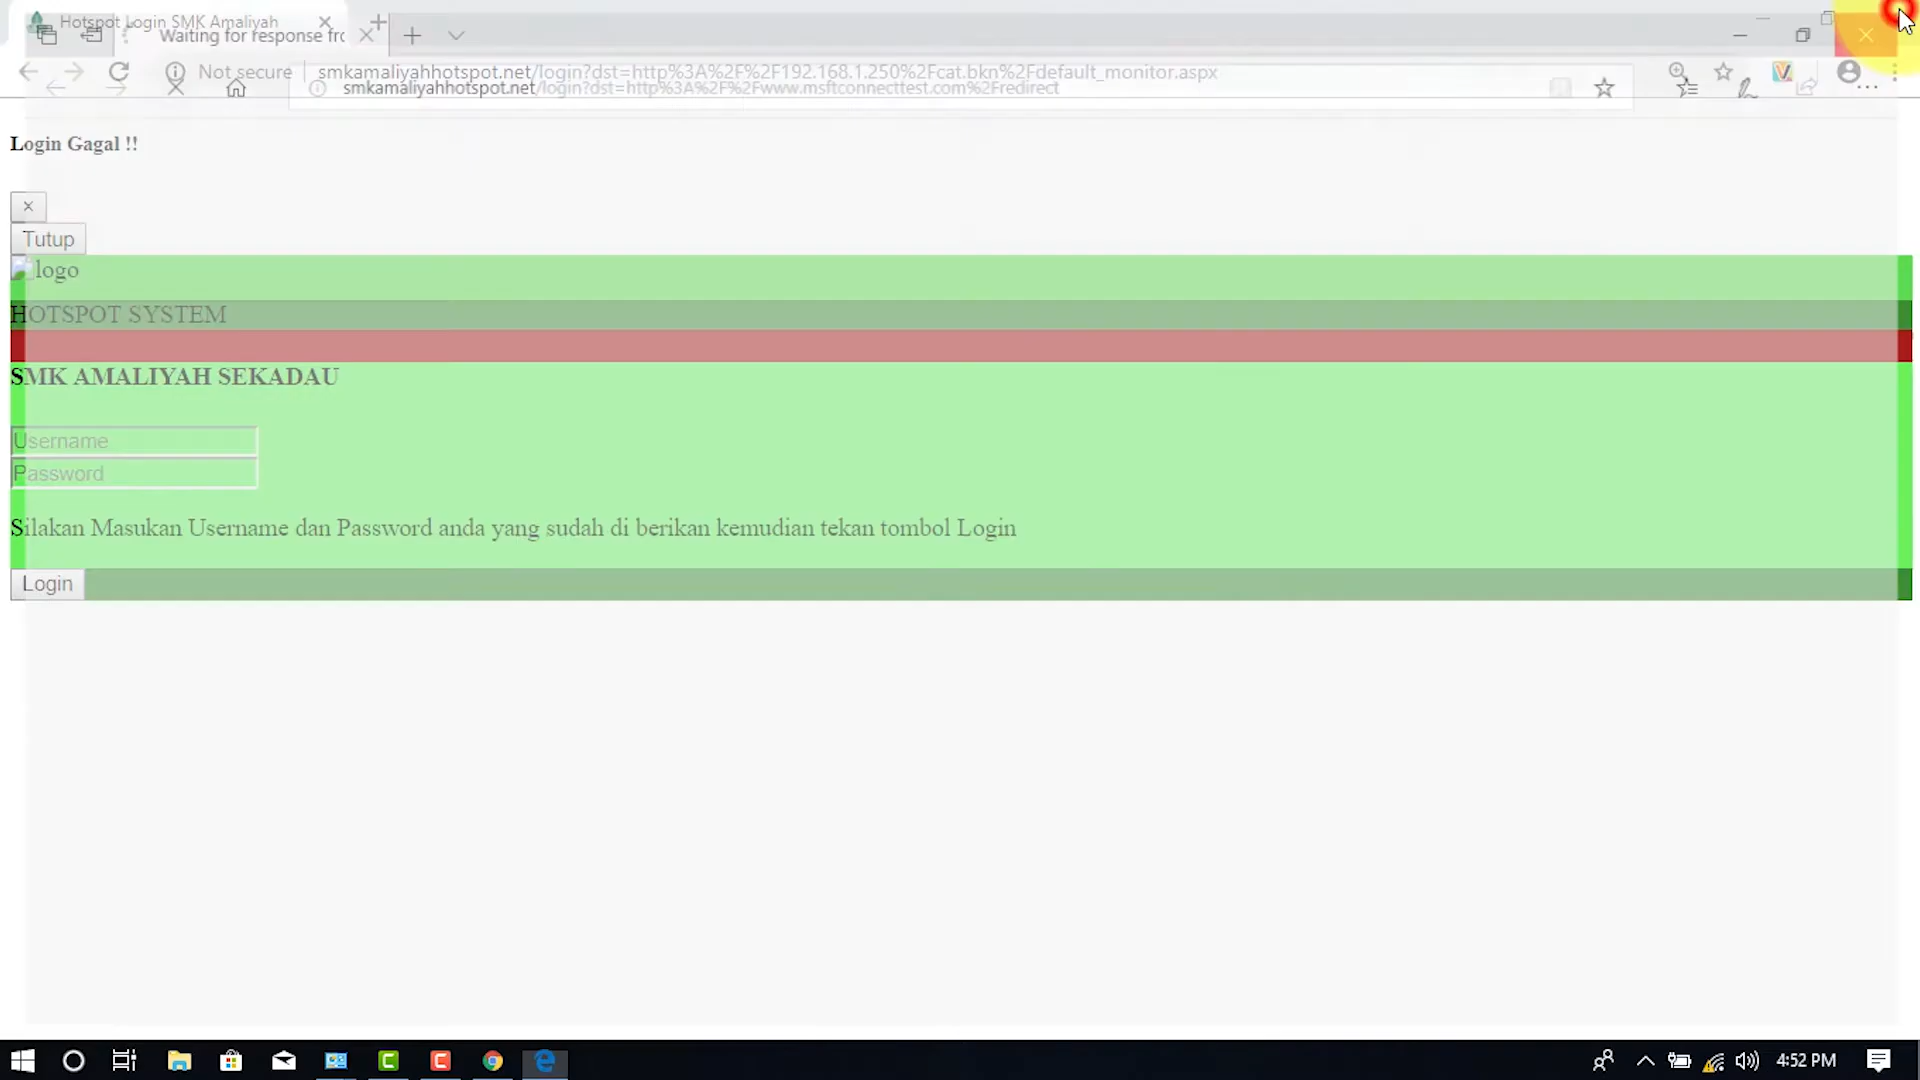 Hotspot Login SMK Amaliyah
Waiting for response frc
Not secure
smkamaliyahhotspot.net/login?dst=http%3A%2F%2F192.168.1.250%2Fcat.bkn%2Fdefault_monitor.aspx
smkamaliyahhotspot.net/login?dst=http%3A%2F%2Fwww.msftconnecttest.com%2Fredirect
Login Gagal !!
×
Tutup
logo
HOTSPOT SYSTEM
SMK AMALIYAH SEKADAU
Username
Password
Silakan Masukan Username dan Password anda yang sudah di berikan kemudian tekan tombol Login
Login
4:52 PM